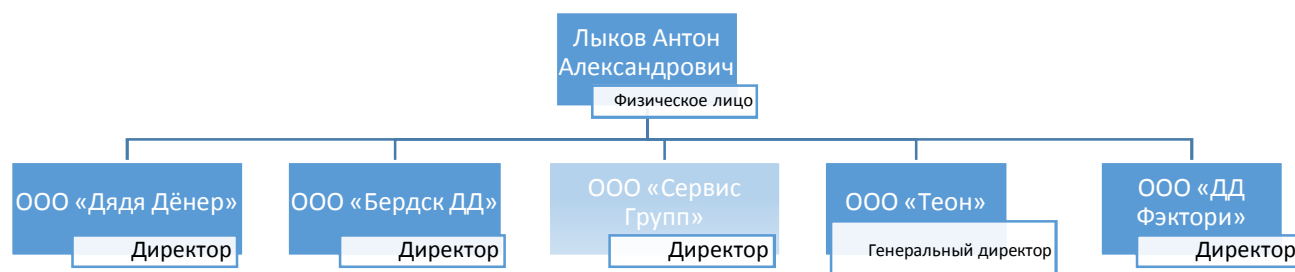 Лыков Антон
Александрович
Физическое лицо
ООО «Дядя Дёнер»
Директор
ООО «Бердск ДД»
Директор
ООО «Сервис
Групп»
Директор
ООО «Теон»
Генеральный директор
ООО «ДД
Фэктори»
Директор